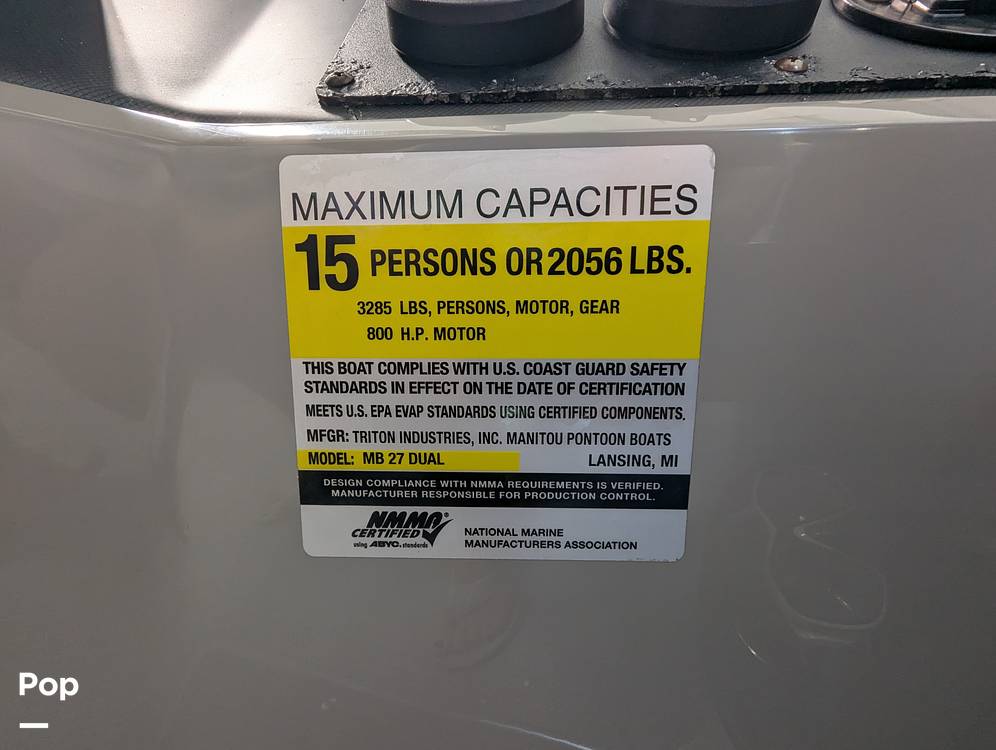 MAXIMUM CAPACITIES
15 PERSONS OR 2056 LBS.
3285 LBS, PERSONS, MOTOR, GEAR
800 H.P. MOTOR
THIS BOAT COMPLIES WITH U.S. COAST GUARD SAFETY
STANDARDS IN EFFECT ON THE DATE OF CERTIFICATION
MEETS U.S. EPA EVAP STANDARDS USING CERTIFIED COMPONENTS.
MFGR: TRITON INDUSTRIES, INC. MANITOU PONTOON BOATS
MODEL: MB 27 DUAL LANSING, MI
DESIGN COMPLIANCE WITH NMMA REQUIREMENTS IS VERIFIED.
MANUFACTURER RESPONSIBLE FOR PRODUCTION CONTROL.
NMMA®
CERTIFIED
using ABYC. standards
NATIONAL MARINE
MANUFACTURERS ASSOCIATION
Pop